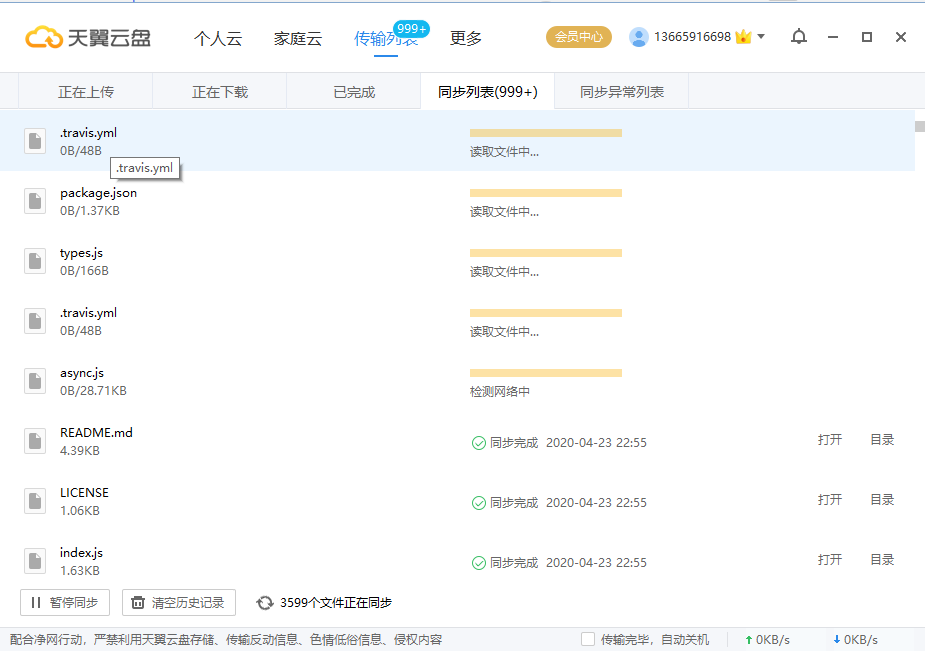 天翼云盘 个人云 家庭云 传输列表 999+ 更多 会员中心 13665916698
正在上传 正在下载 已完成 同步列表(999+) 同步异常列表
.travis.yml
0B/48B
读取文件中...
.travis.yml
package.json
0B/1.37KB
读取文件中...
types.js
0B/166B
读取文件中...
.travis.yml
0B/48B
读取文件中...
async.js
0B/28.71KB
检测网络中
README.md
4.39KB
同步完成 2020-04-23 22:55 打开 目录
LICENSE
1.06KB
同步完成 2020-04-23 22:55 打开 目录
index.js
1.63KB
同步完成 2020-04-23 22:55 打开 目录
暂停同步 清空历史记录 3599个文件正在同步
配合净网行动，严禁利用天翼云盘存储、传输反动信息、色情低俗信息、侵权内容 传输完毕，自动关机 0KB/s 0KB/s